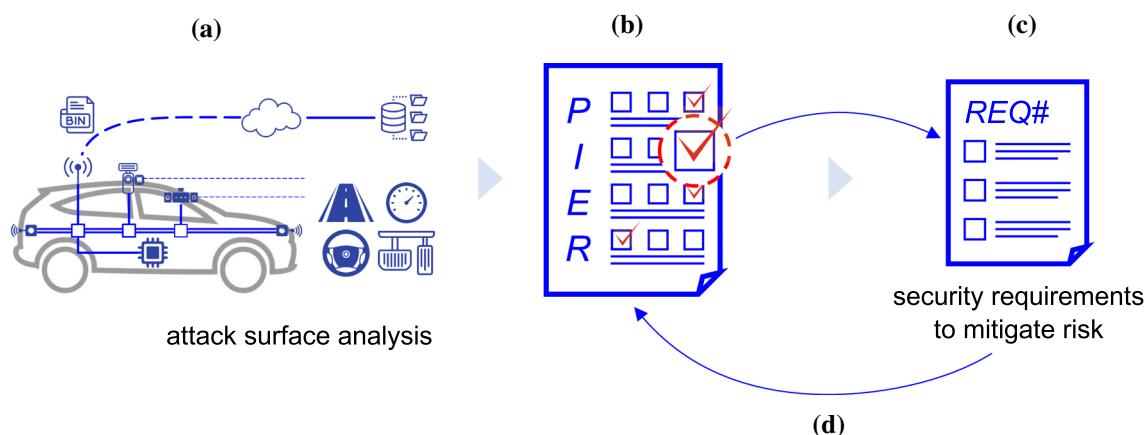 (a)
(b)
(c)
BIN
P
I
E
R
REQ#
attack surface analysis
security requirements
to mitigate risk
(d)